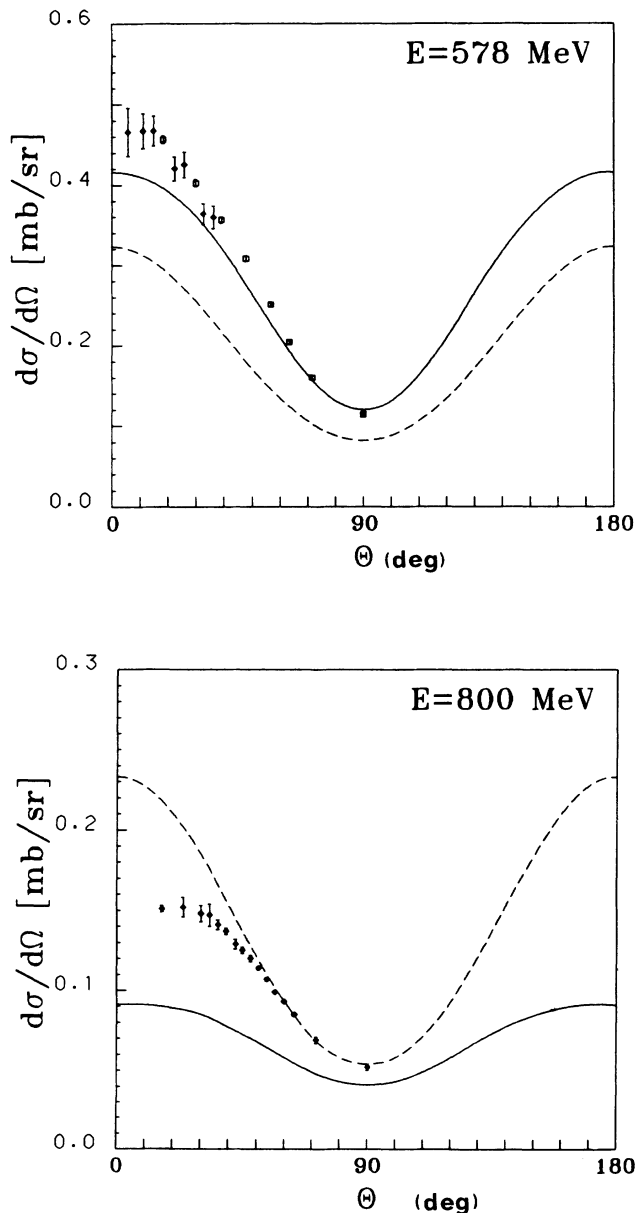 0.6
E=578 MeV
0.4
0.2
0.0
dσ/dΩ [mb/sr]
0 90 180
Θ (deg)
0.3
E=800 MeV
0.2
0.1
0.0
dσ/dΩ [mb/sr]
0 90 180
Θ (deg)